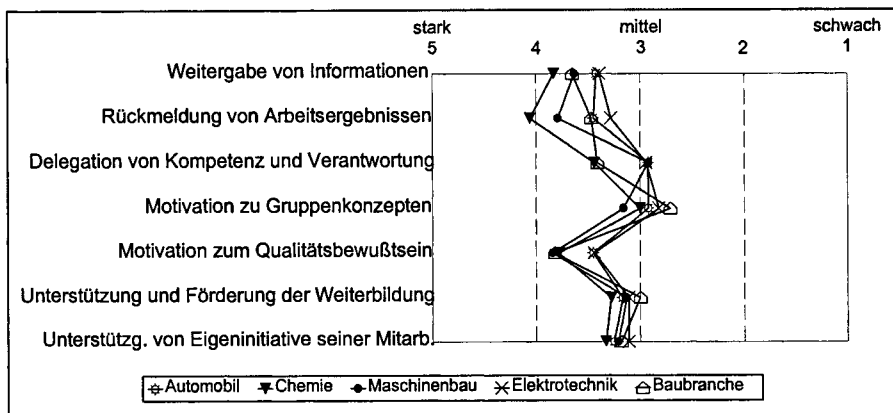 stark mittel schwach
5 4 3 2 1
Weitergabe von Informationen
Rückmeldung von Arbeitsergebnissen
Delegation von Kompetenz und Verantwortung
Motivation zu Gruppenkonzepten
Motivation zum Qualitätsbewußtsein
Unterstützung und Förderung der Weiterbildung
Unterstützg. von Eigeninitiative seiner Mitarb.
Automobil Chemie Maschinenbau Elektrotechnik Baubranche